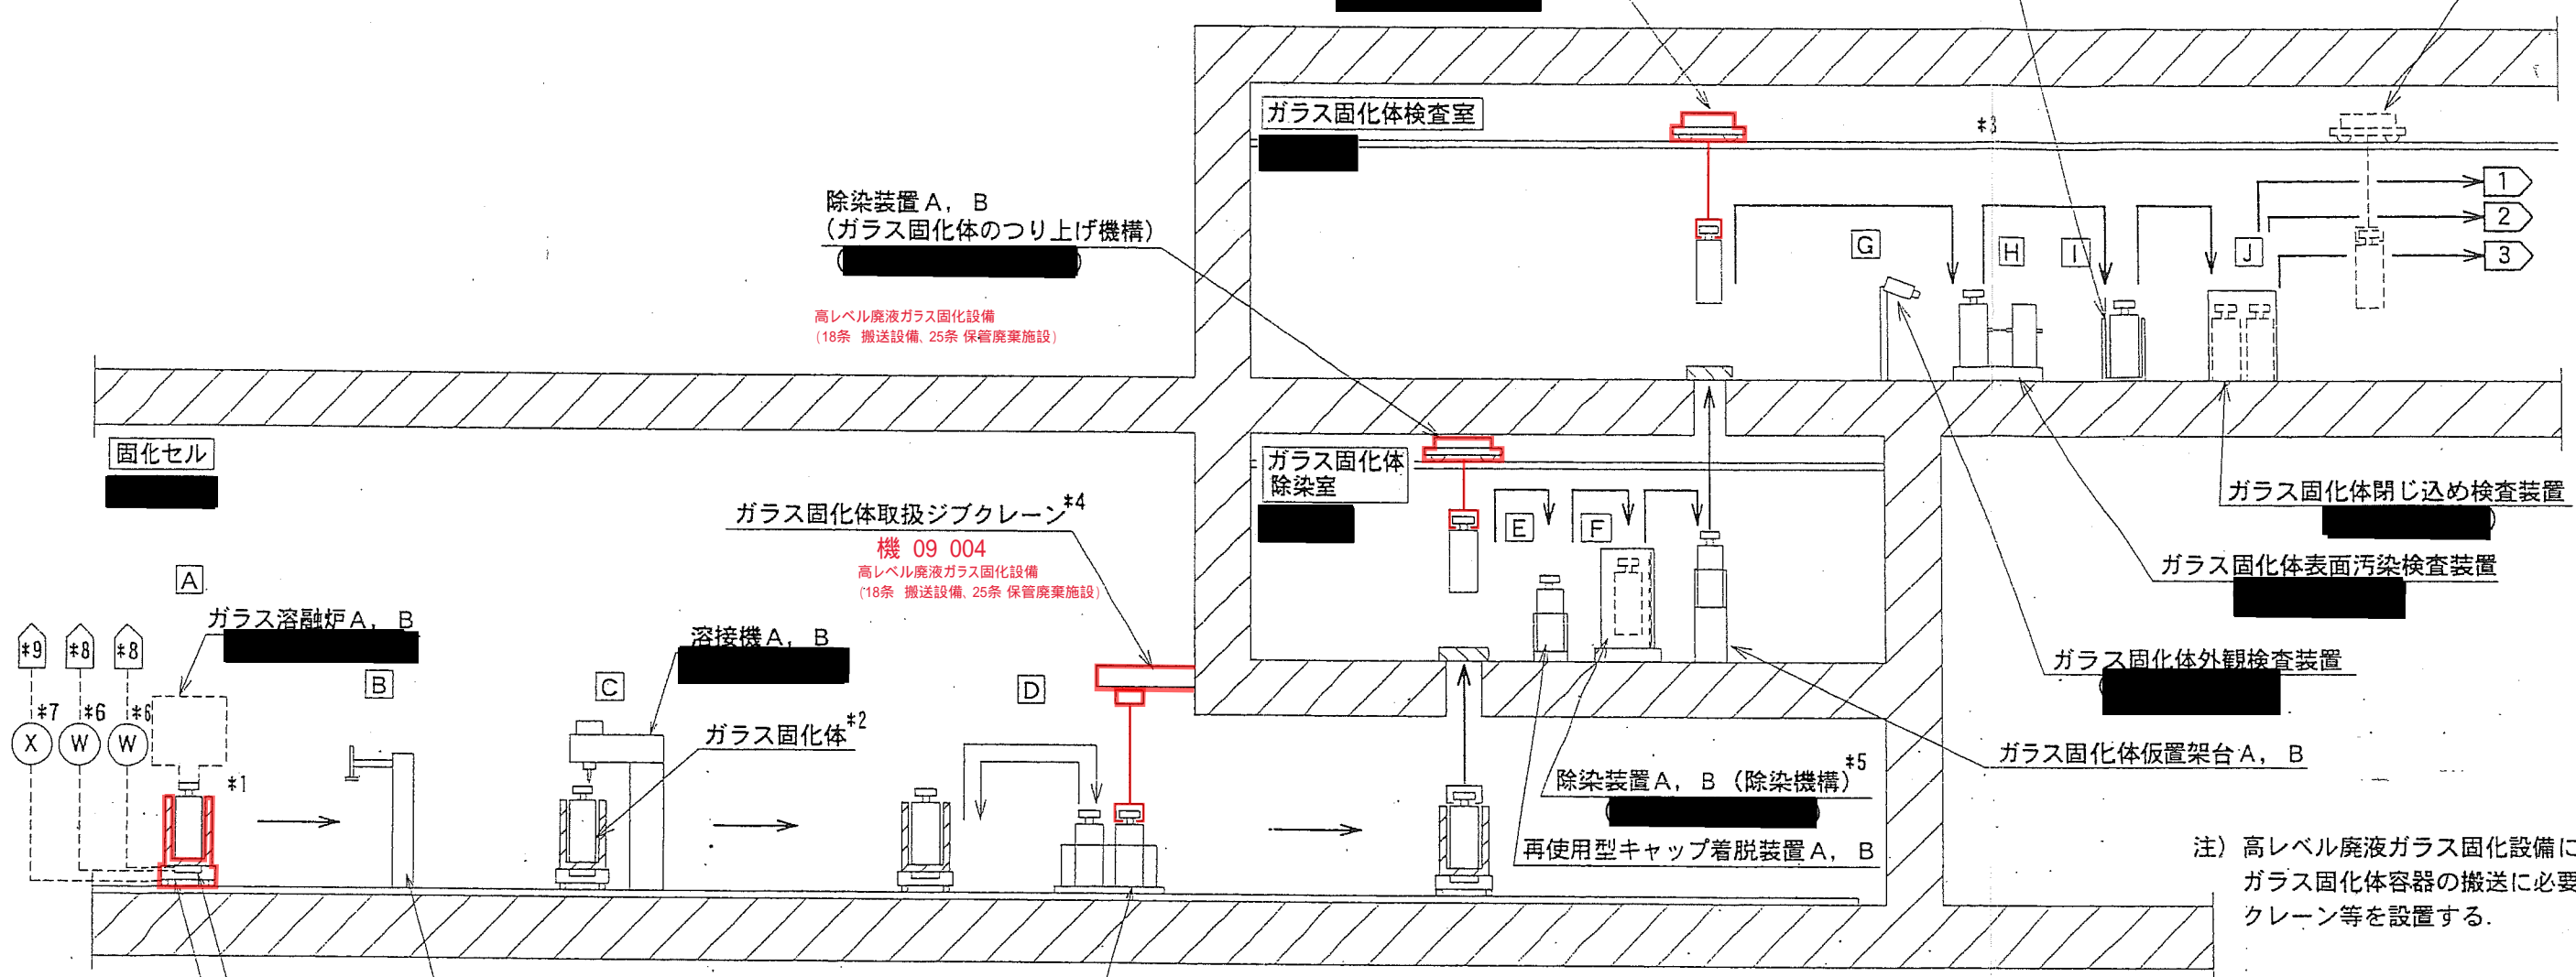 ガラス固化体検査室
*3
1
2
3
G
H
I
J
除染装置A, B
(ガラス固化体のつり上げ機構)
高レベル廃液ガラス固化設備
(18条 搬送設備、25条 保管廃棄施設)
固化セル
ガラス固化体
除染室
E
F
ガラス固化体取扱ジブクレーン*4
機 09 004
高レベル廃液ガラス固化設備
(18条 搬送設備、25条 保管廃棄施設)
ガラス固化体閉じ込め検査装置
ガラス固化体表面汚染検査装置
ガラス固化体外観検査装置
ガラス固化体仮置架台A, B
A
ガラス溶融炉A, B
*9
*8
*8
B
C
溶接機A, B
D
*7
*6
*6
X
W
W
*1
ガラス固化体*2
除染装置A, B (除染機構)*5
再使用型キャップ着脱装置A, B
注) 高レベル廃液ガラス固化設備に
ガラス固化体容器の搬送に必要
クレーン等を設置する.